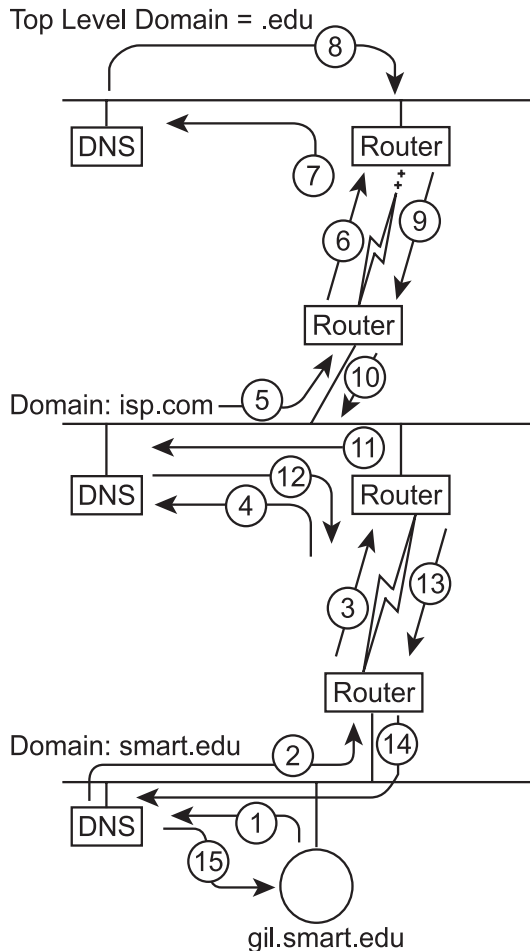 Top Level Domain = .edu
8
DNS
Router
7
6
9
Router
10
Domain: isp.com
5
11
DNS
12
Router
4
3
13
Router
Domain: smart.edu
2
14
DNS
1
15
gil.smart.edu